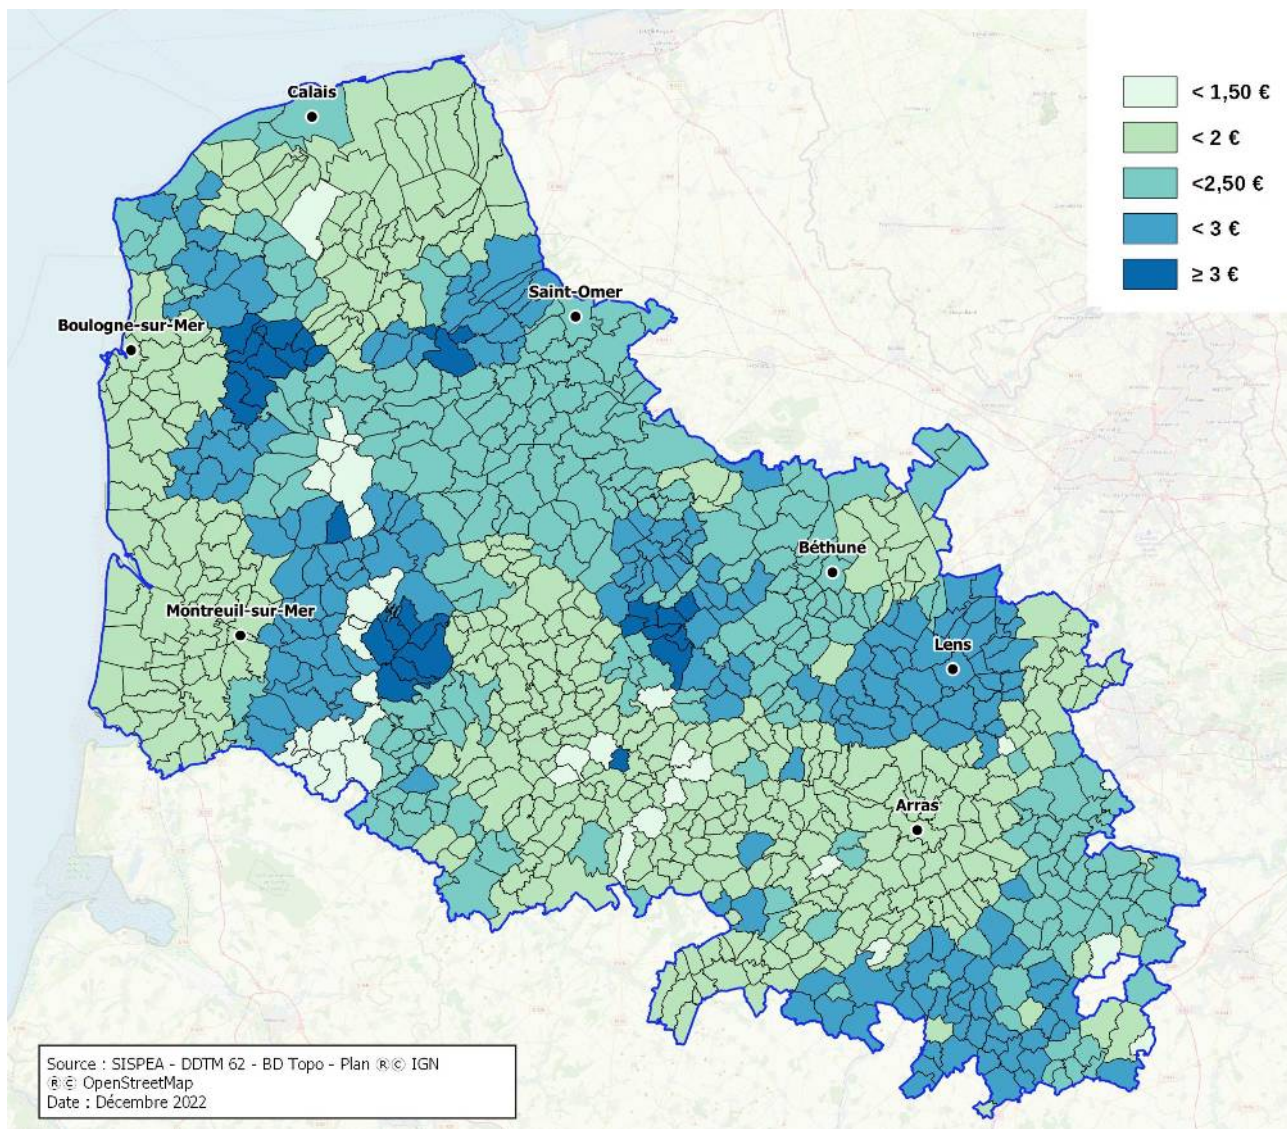 < 1,50 €
< 2 €
<2,50 €
< 3 €
≥ 3 €
Calais
Saint-Omer
Boulogne-sur-Mer
Béthune
Montreuil-sur-Mer
Lens
Arras
Source : SISPEA - DDTM 62 - BD Topo - Plan ®© IGN
®© OpenStreetMap
Date : Décembre 2022